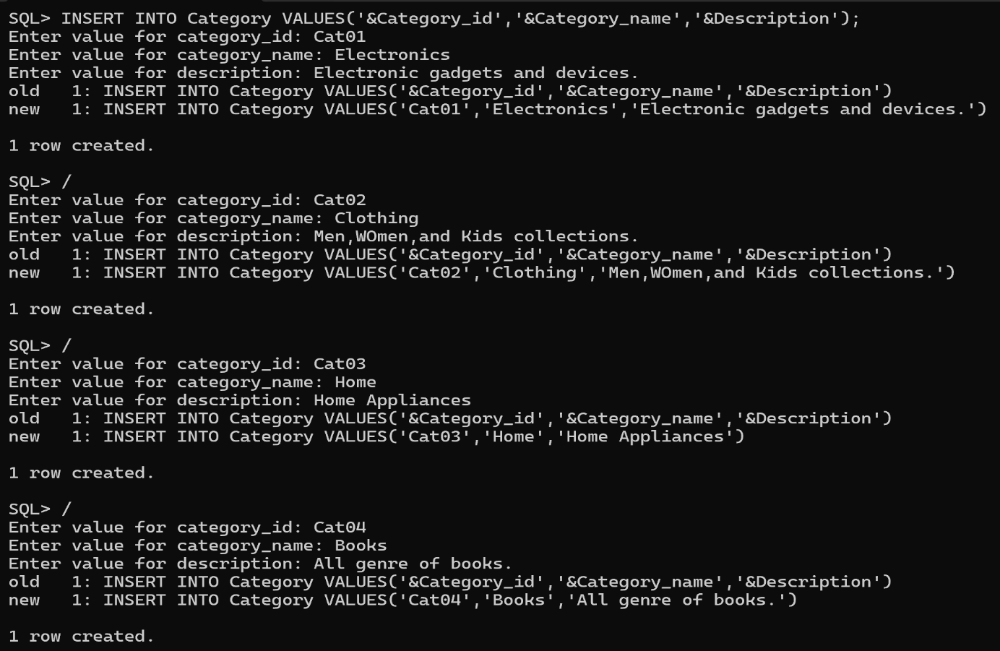 SQL> INSERT INTO Category VALUES('&Category_id','&Category_name','&Description');
Enter value for category_id: Cat01
Enter value for category_name: Electronics
Enter value for description: Electronic gadgets and devices.
old   1: INSERT INTO Category VALUES('&Category_id','&Category_name','&Description')
new   1: INSERT INTO Category VALUES('Cat01','Electronics','Electronic gadgets and devices.')
1 row created.
SQL> /
Enter value for category_id: Cat02
Enter value for category_name: Clothing
Enter value for description: Men,WOmen,and Kids collections.
old   1: INSERT INTO Category VALUES('&Category_id','&Category_name','&Description')
new   1: INSERT INTO Category VALUES('Cat02','Clothing','Men,WOmen,and Kids collections.')
1 row created.
SQL> /
Enter value for category_id: Cat03
Enter value for category_name: Home
Enter value for description: Home Appliances
old   1: INSERT INTO Category VALUES('&Category_id','&Category_name','&Description')
new   1: INSERT INTO Category VALUES('Cat03','Home','Home Appliances')
1 row created.
SQL> /
Enter value for category_id: Cat04
Enter value for category_name: Books
Enter value for description: All genre of books.
old   1: INSERT INTO Category VALUES('&Category_id','&Category_name','&Description')
new   1: INSERT INTO Category VALUES('Cat04','Books','All genre of books.')
1 row created.